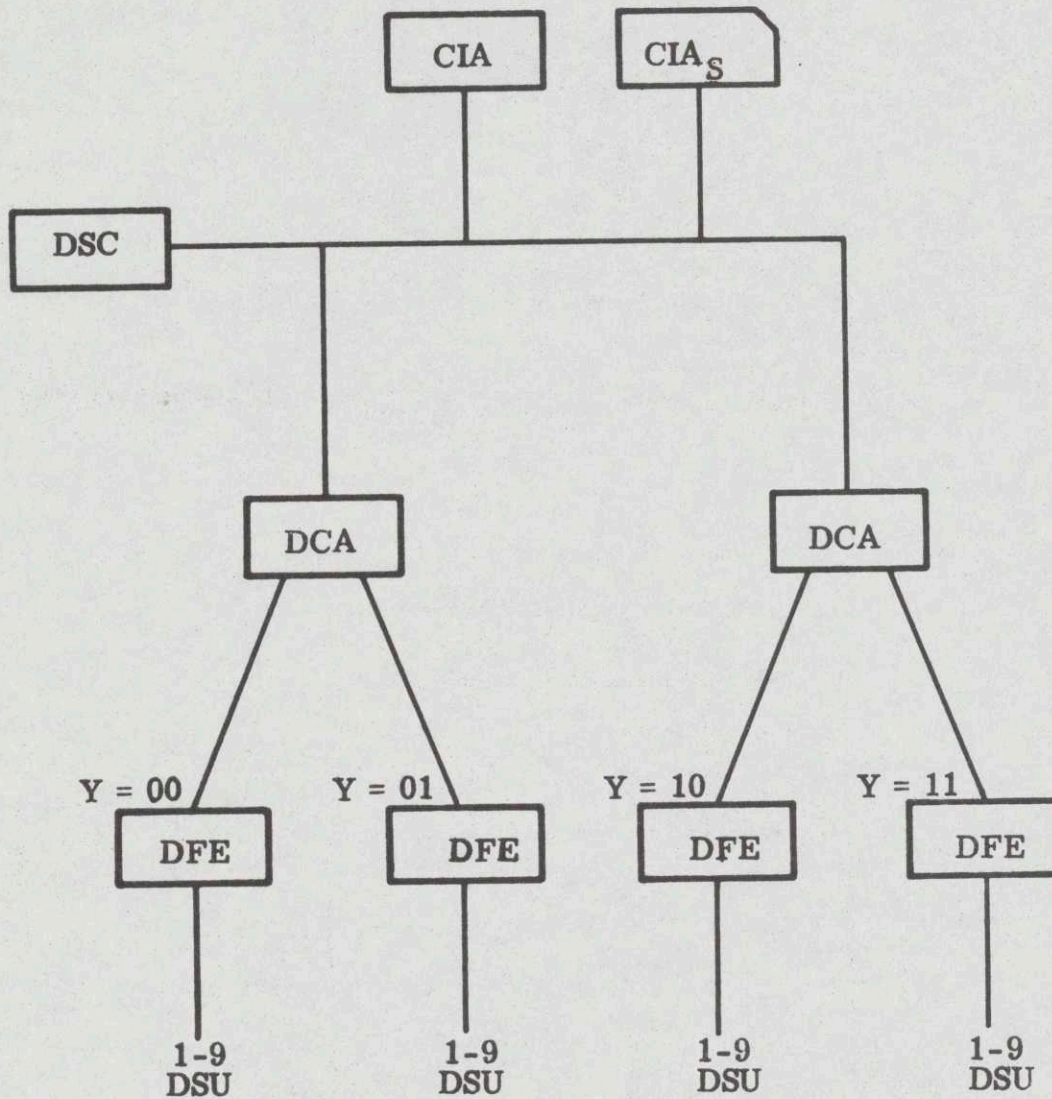 CIA
CIAS
DSC
DCA
DCA
Y = 00
Y = 01
Y = 10
Y = 11
DFE
DFE
DFE
DFE
1-9
DSU
1-9
DSU
1-9
DSU
1-9
DSU